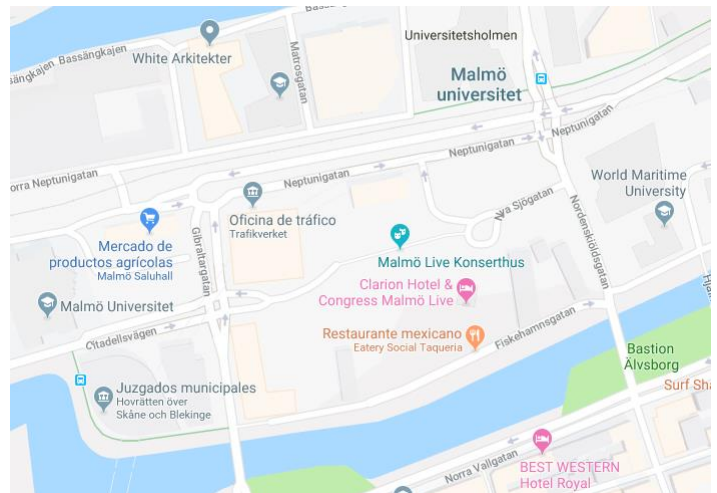 Bassängkajen
Bassängkajen
White Arkitekter
Matrosgatan
Universitetsholmen
Malmö
universitet
Neptunigatan
Neptunigatan
Neptunigatan
Norra Neptunigatan
World Maritime
University
Oficina de tráfico
Trafikverket
Mercado de
productos agrícolas
Malmö Saluhall
Gibraltargatan
Nya Sjögatan
Nordenskiöldsgatan
Malmö Live Konserthus
Clarion Hotel &
Congress Malmö Live
Malmö Universitet
Citadellsvägen
Restaurante mexicano
Eatery Social Taqueria
Fiskehamnsgatan
Bastion
Älvsborg
Juzgados municipales
Hovrätten över
Skåne och Blekinge
Surf Sha
Norra Vallgatan
BEST WESTERN
Hotel Royal